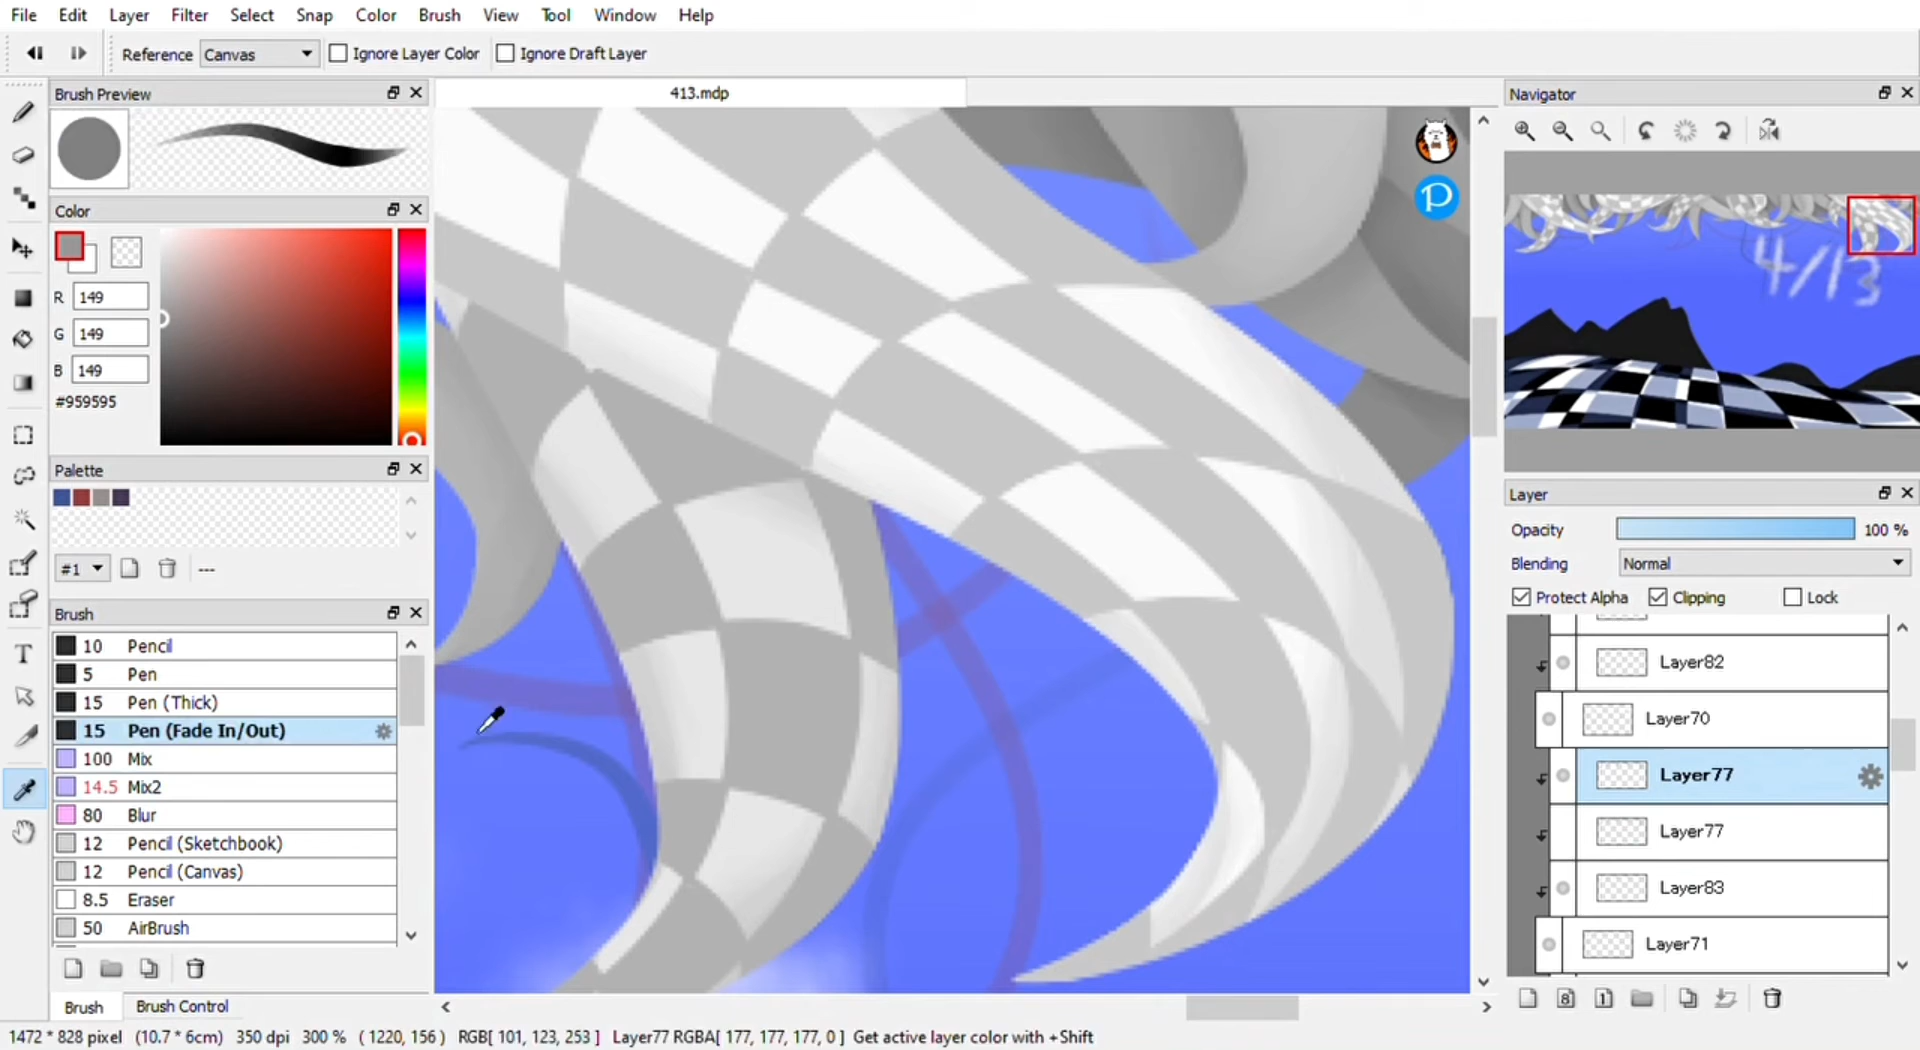 File Edit Layer Filter Select Snap Color Brush View Tool Window Help
Reference Canvas Ignore Layer Color Ignore Draft Layer
Brush Preview
413.mdp
Navigator
4/13
Color
R 149
G 149
B 149
#959595
Palette
#1 ---
Brush
10 Pencil
5 Pen
15 Pen (Thick)
15 Pen (Fade In/Out)
100 Mix
14.5 Mix2
80 Blur
12 Pencil (Sketchbook)
12 Pencil (Canvas)
8.5 Eraser
50 AirBrush
Brush Brush Control
Layer
Opacity 100 %
Blending Normal
Protect Alpha Clipping Lock
Layer82
Layer70
Layer77
Layer77
Layer83
Layer71
1472 * 828 pixel (10.7 * 6cm) 350 dpi 300 % ( 1220, 156 ) RGB[ 101, 123, 253 ] Layer77 RGBA[ 177, 177, 177, 0 ] Get active layer color with +Shift